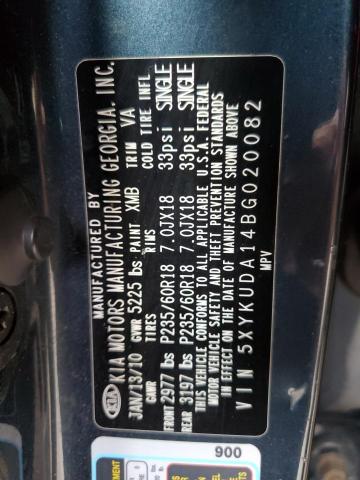 MANUFACTURED BY
KIA KIA MOTORS MANUFACTURING GEORGIA, INC.
JAN/13/10 GVWR 5225 lbs PAINT XMB TRIM VA
GAWR TIRES RIMS COLD TIRE INFL
FRONT 2977 lbs P235/60R18 7.0JX18 33psi SINGLE
REAR 3197 lbs P235/60R18 7.0JX18 33psi SINGLE
THIS VEHICLE CONFORMS TO ALL APPLICABLE U.S.A. FEDERAL
MOTOR VEHICLE SAFETY AND THEFT PREVENTION STANDARDS
IN EFFECT ON THE DATE OF MANUFACTURE SHOWN ABOVE
VIN 5XYKUDA14BG020082
MPV
900